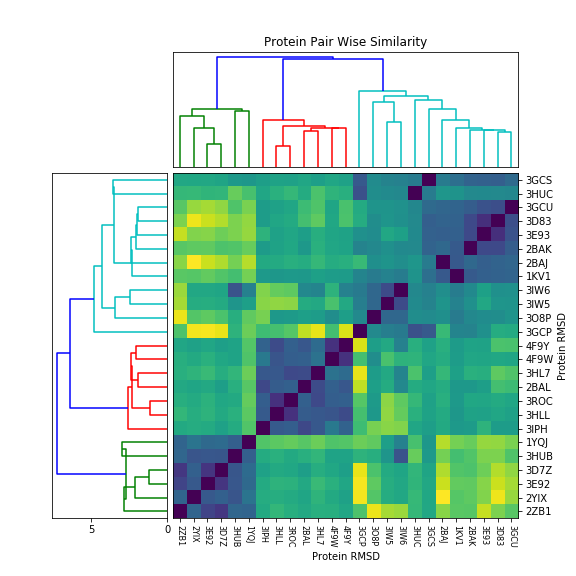 Protein Pair Wise Similarity
3GCS
3HUC
3GCU
3D83
3E93
2BAK
2BAJ
1KV1
3IW6
3IW5
3O8P
3GCP
4F9Y
4F9W
3HL7
2BAL
3ROC
3HLL
3IPH
1YQJ
3HUB
3D7Z
3E92
2YIX
2ZB1
Protein RMSD
5
0
2ZB1
2YIX
3E92
3D7Z
3HUB
1YQJ
3IPH
3HLL
3ROC
2BAL
3HL7
4F9W
4F9Y
3GCP
3O8P
3IW5
3IW6
3HUC
3GCS
2BAJ
1KV1
2BAK
3E93
3D83
3GCU
Protein RMSD